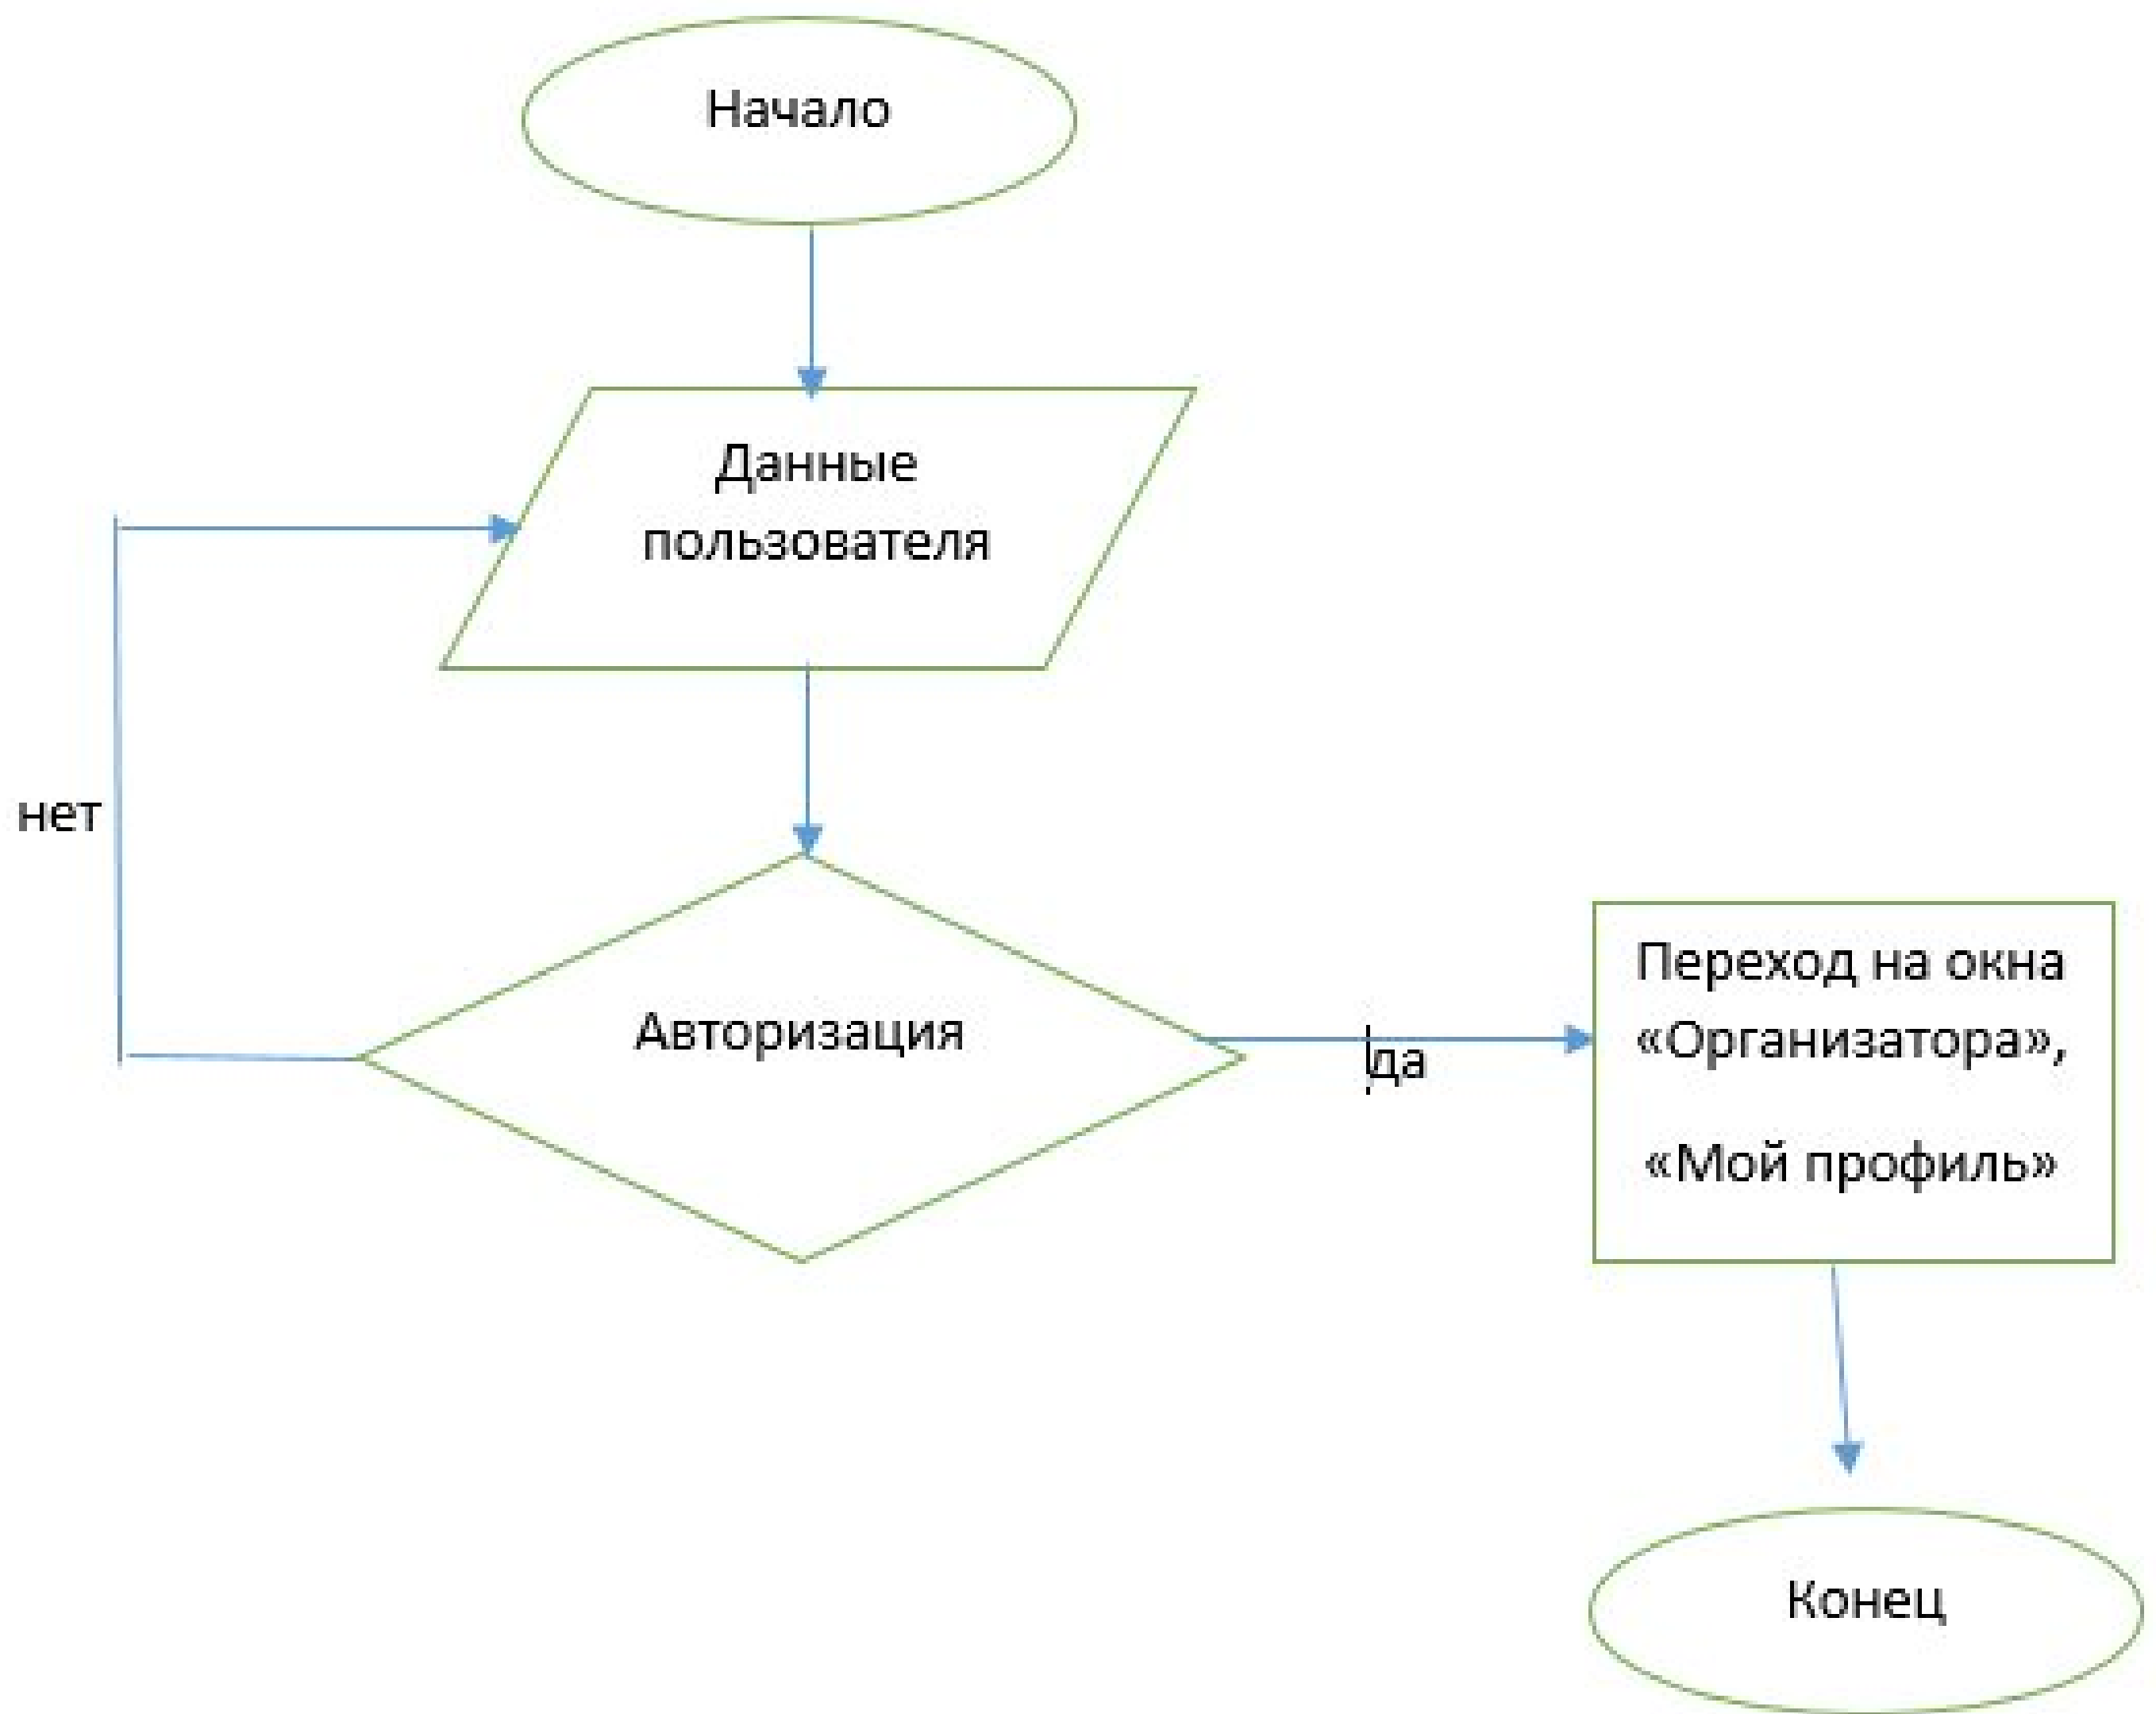 Начало
Данные
пользователя
нет
Авторизация
да
Переход на окна
«Организатора»,
«Мой профиль»
Конец